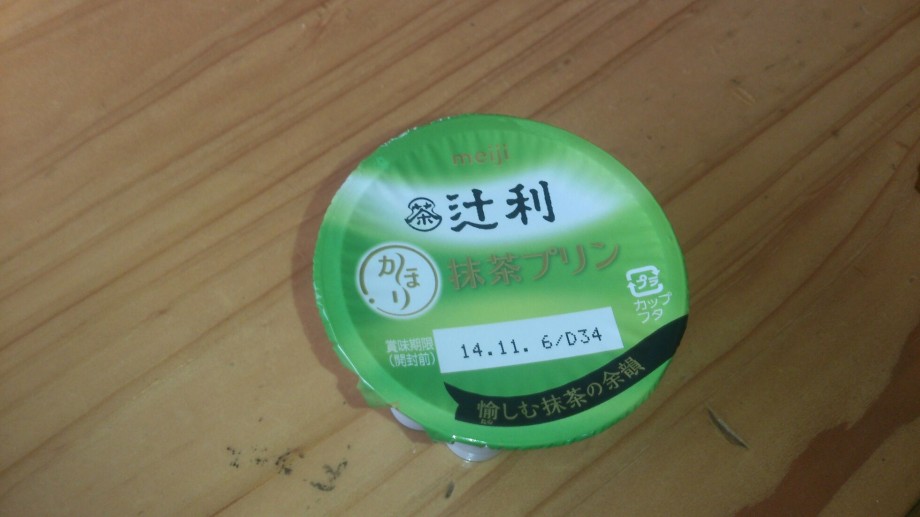 meiji
茶 辻利
かほり
抹茶プリン
プラ
カップ
フタ
賞味期限
(開封前)
14.11. 6/D34
愉しむ抹茶の余韻